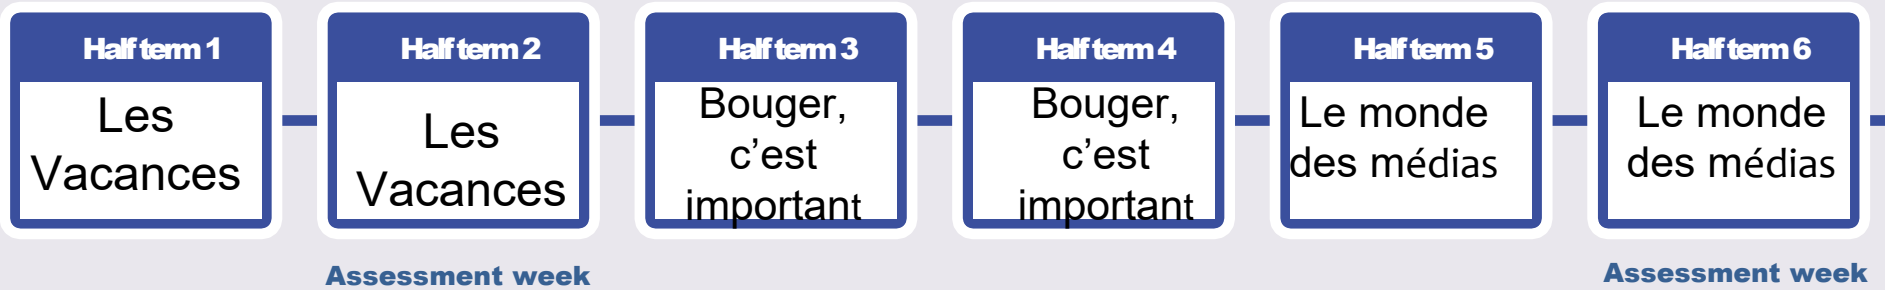 Half term 1
Les
Vacances
Half term 2
Les
Vacances
Assessment week
Half term 3
Bouger,
c’est
important
Half term 4
Bouger,
c’est
important
Half term 5
Le monde
des médias
Half term 6
Le monde
des médias
Assessment week